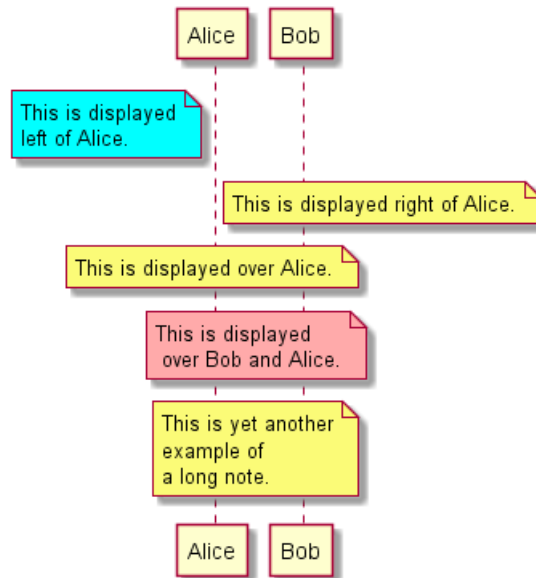 Alice
Bob
This is displayed
left of Alice.
This is displayed right of Alice.
This is displayed over Alice.
This is displayed
over Bob and Alice.
This is yet another
example of
a long note.
Alice
Bob